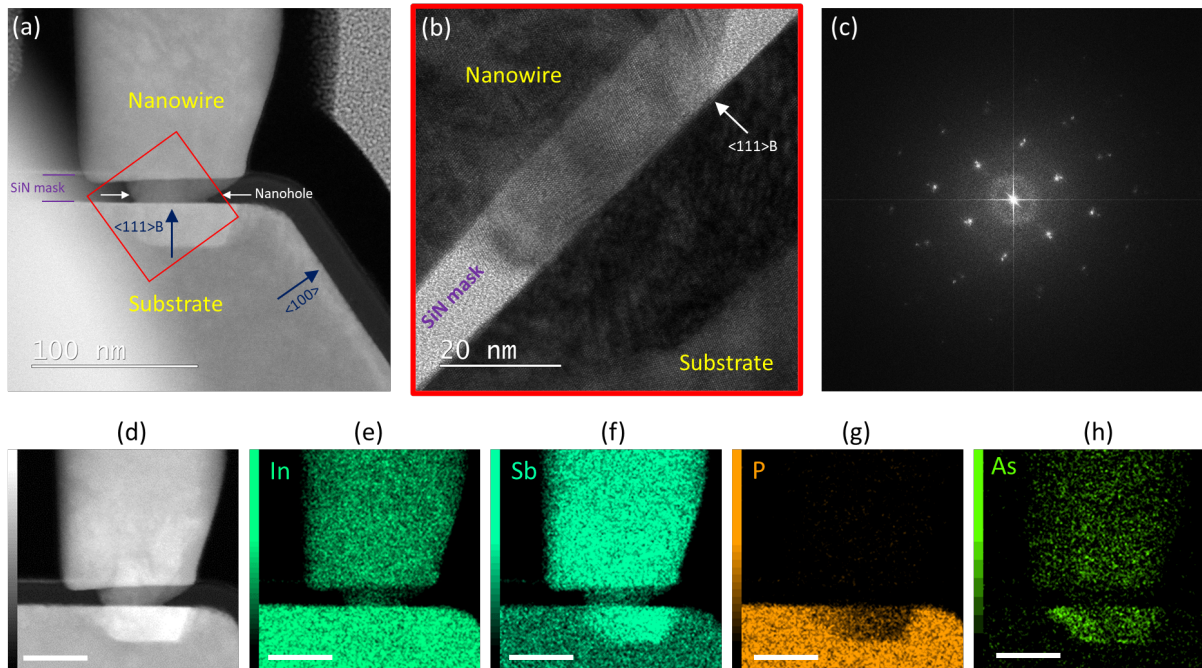 (a)
Nanowire
SiN mask
Nanohole
<111>B
Substrate
<100>
100 nm
(b)
Nanowire
<111>B
SiN mask
20 nm
Substrate
(c)
(d)
(e)
(f)
(g)
(h)
In
Sb
P
As